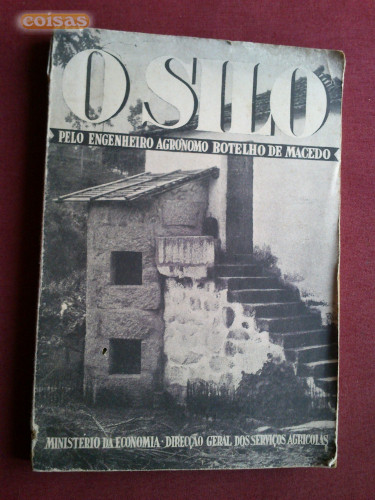 coisas
O SILO
PELO ENGENHEIRO AGRONOMO BOTELHO DE MACEDO
MINISTERIO DA ECONOMIA - DIRECÇÃO GERAL DOS SERVIÇOS AGRICOLAS